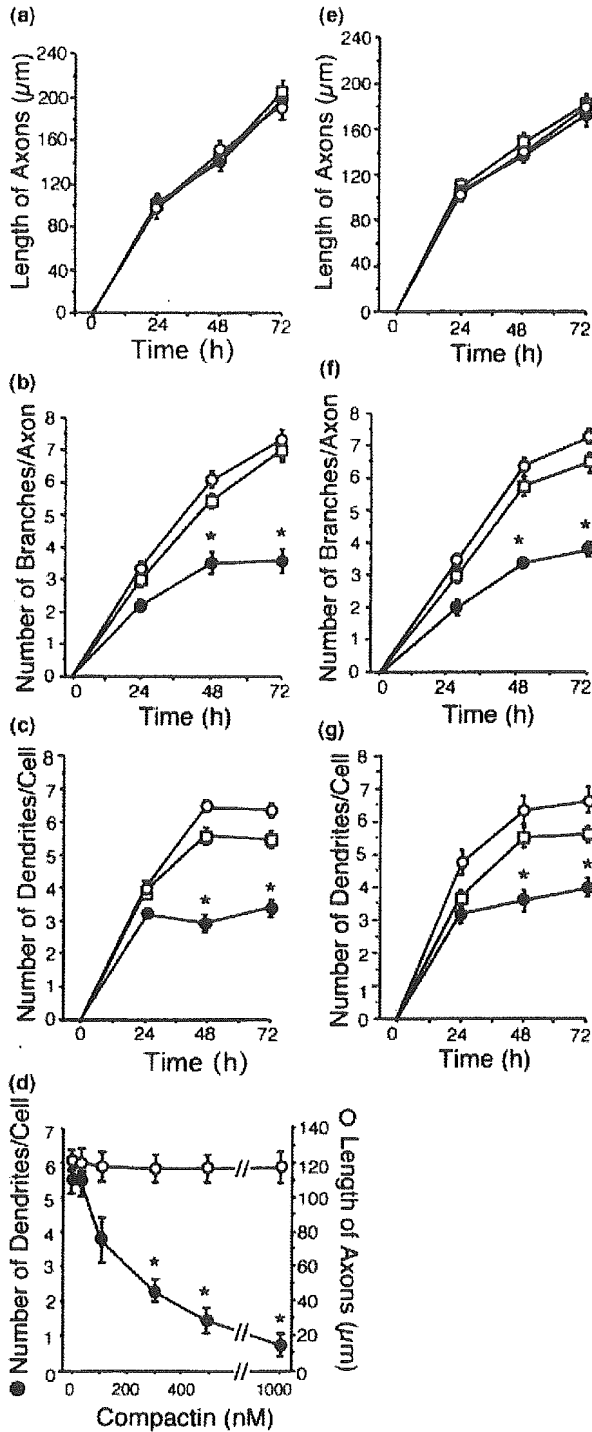 (a)
Length of Axons (µm)
240
200
160
120
80
40
0
0 24 48 72
Time (h)
(e)
Length of Axons (µm)
240
200
160
120
80
40
0
0 24 48 72
Time (h)
(b)
Number of Branches/Axon
8
7
6
5
4
3
2
1
0
* *
0 24 48 72
Time (h)
(f)
Number of Branches/Axon
8
7
6
5
4
3
2
1
0
* *
0 24 48 72
Time (h)
(c)
Number of Dendrites/Cell
8
7
6
5
4
3
2
1
0
* *
0 24 48 72
Time (h)
(g)
Number of Dendrites/Cell
8
7
6
5
4
3
2
1
0
* *
0 24 48 72
Time (h)
(d)
Number of Dendrites/Cell
7
6
5
4
3
2
1
0
* * *
140
120
100
80
60
40
20
0
Length of Axons (µm)
0 200 400 1000
Compactin (nM)